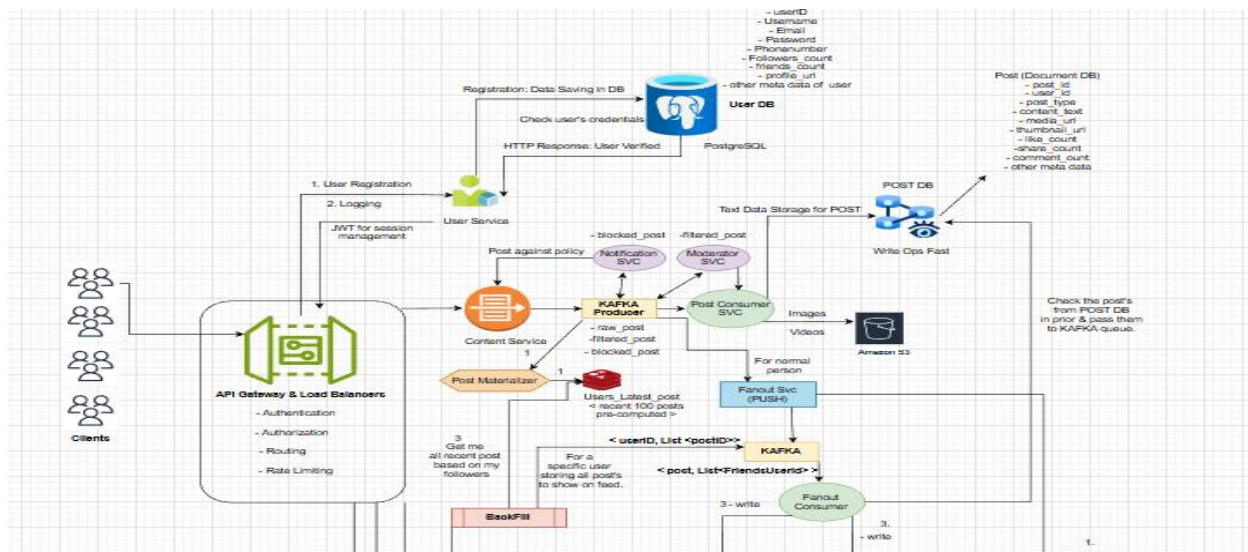 - userID
- Username
- Email
- Password
- Phonenumber
- Followers_count
- friends_count
- profile_url
- other meta data of user
Registration: Data Saving in DB
User DB
Check user's credentials
HTTP Response: User Verified
PostgreSQL
Post (Document DB)
- post_id
- user_id
- post_type
- content_text
- media_url
- thumbnail_url
- like_count
-share_count
- comment_ount
- other meta data
1. User Registration
2. Logging
User Service
JWT for session
management
POST DB
Text Data Storage for POST
Write Ops Fast
- blocked_post
-filtered_post
Post against policy
Notification
SVC
Moderator
SVC
KAFKA
Producer
Post Consumer
SVC
Images
Videos
Amazon S3
Check the post's
from POST DB
in prior & pass them
to KAFKA queue.
Content Service
1
- raw_post
-filtered_post
- blocked_post
For normal
person
Post Materializer
1
Users_Latest_post
< recent 100 posts
pre-computed >
Fanout Svc
(PUSH)
API Gateway & Load Balancers
- Authentication
- Authorization
- Routing
- Rate Limiting
Clients
3
Get me
all recent post
based on my
followers
For a
specific user
storing all post's
to show on feed.
< userID, List <postID>>
KAFKA
< post, List<FriendsUserId> >
Fanout
Consumer
BackFill
3 - write
3.
- write
1.